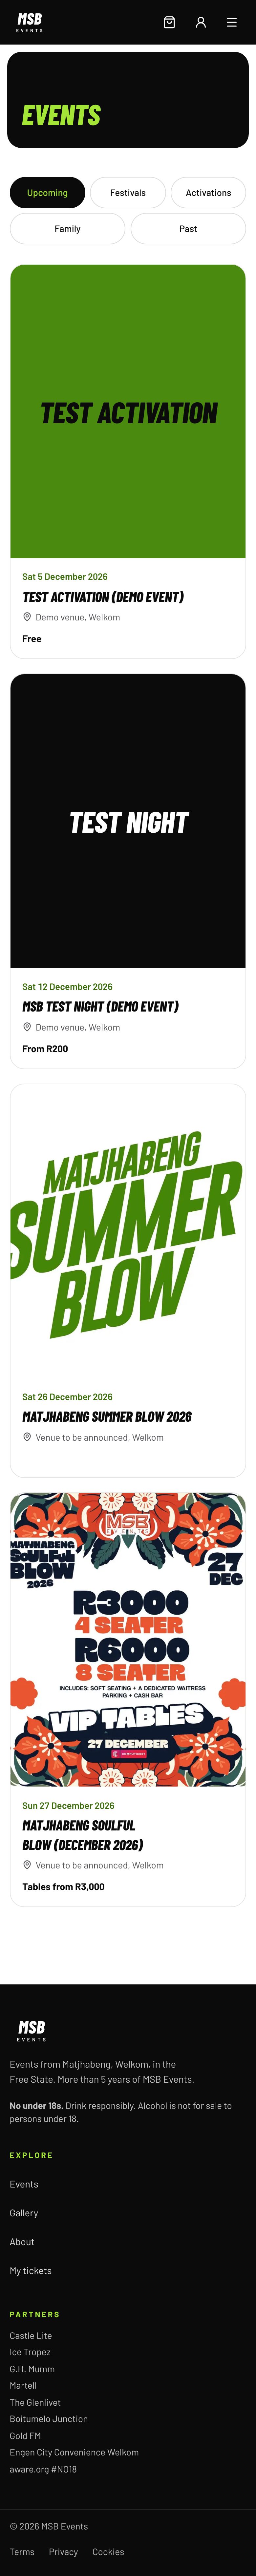 MSB
EVENTS
EVENTS
Upcoming
Festivals
Activations
Family
Past
TEST ACTIVATION
Sat 5 December 2026
TEST ACTIVATION (DEMO EVENT)
Demo venue, Welkom
Free
TEST NIGHT
Sat 12 December 2026
MSB TEST NIGHT (DEMO EVENT)
Demo venue, Welkom
From R200
MATJHABENG
SUMMER
BLOW
Sat 26 December 2026
MATJHABENG SUMMER BLOW 2026
Venue to be announced, Welkom
MSB
MATJHABENG
SOULFUL
BLOW
2026
27
DEC
R3000
4 SEATER
R6000
8 SEATER
INCLUDES: SOFT SEATING + A DEDICATED WAITRESS
PARKING + CASH BAR
VIP TABLES
27 DECEMBER
Sun 27 December 2026
MATJHABENG SOULFUL
BLOW (DECEMBER 2026)
Venue to be announced, Welkom
Tables from R3,000
MSB
EVENTS
Events from Matjhabeng, Welkom, in the
Free State. More than 5 years of MSB Events.
No under 18s. Drink responsibly. Alcohol is not for sale to
persons under 18.
EXPLORE
Events
Gallery
About
My tickets
PARTNERS
Castle Lite
Ice Tropez
G.H. Mumm
Martell
The Glenlivet
Boitumelo Junction
Gold FM
Engen City Convenience Welkom
aware.org #NO18
© 2026 MSB Events
Terms
Privacy
Cookies